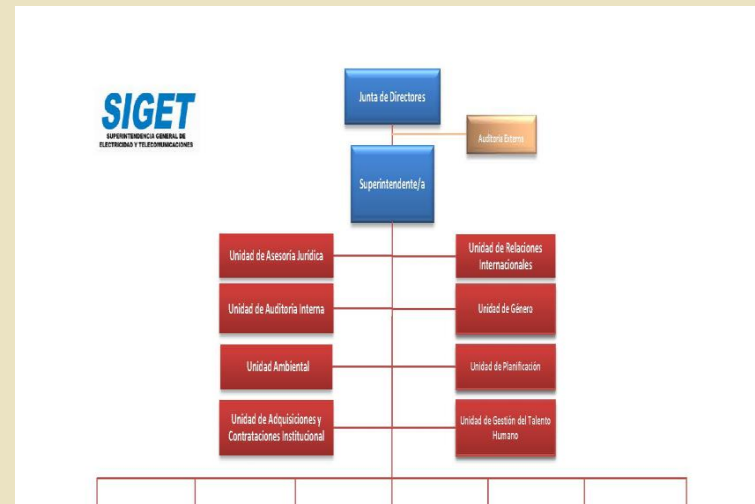 Junta de Directores
SIGET
SUPERINTENDENCIA GENERAL DE
ELECTRICIDAD Y TELECOMUNICACIONES
Auditoria Externa
Superintendente/a
Unidad de Asesoría Jurídica
Unidad de Relaciones
Internacionales
Unidad de Auditoria Interna
Unidad de Género
Unidad Ambiental
Unidad de Planificación
Unidad de Adquisiciones y
Contrataciones Institucional
Unidad de Gestión del Talento
Humano